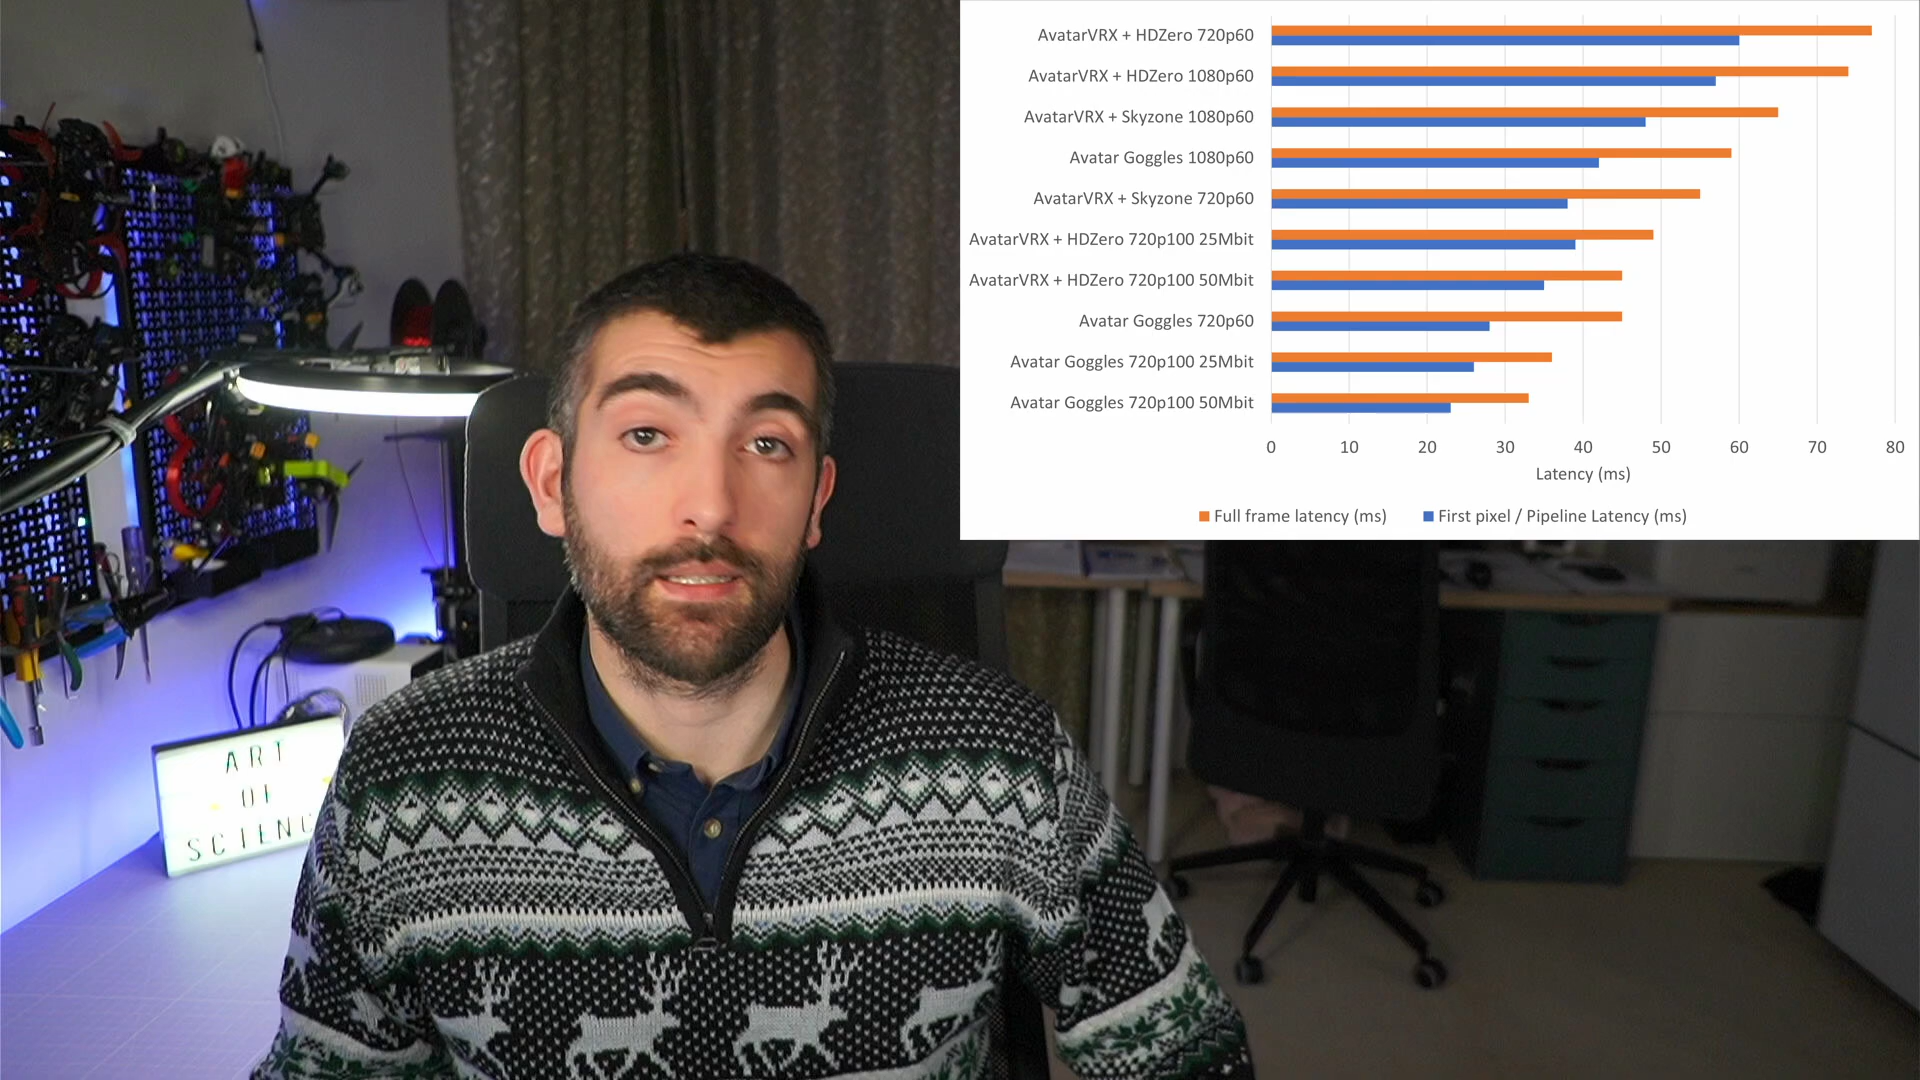 AvatarVRX + HDZero 720p60
AvatarVRX + HDZero 1080p60
AvatarVRX + Skyzone 1080p60
Avatar Goggles 1080p60
AvatarVRX + Skyzone 720p60
AvatarVRX + HDZero 720p100 25Mbit
AvatarVRX + HDZero 720p100 50Mbit
Avatar Goggles 720p60
Avatar Goggles 720p100 25Mbit
Avatar Goggles 720p100 50Mbit
0 10 20 30 40 50 60 70 80
Latency (ms)
Full frame latency (ms) First pixel / Pipeline Latency (ms)
ART
OF
SCIENC